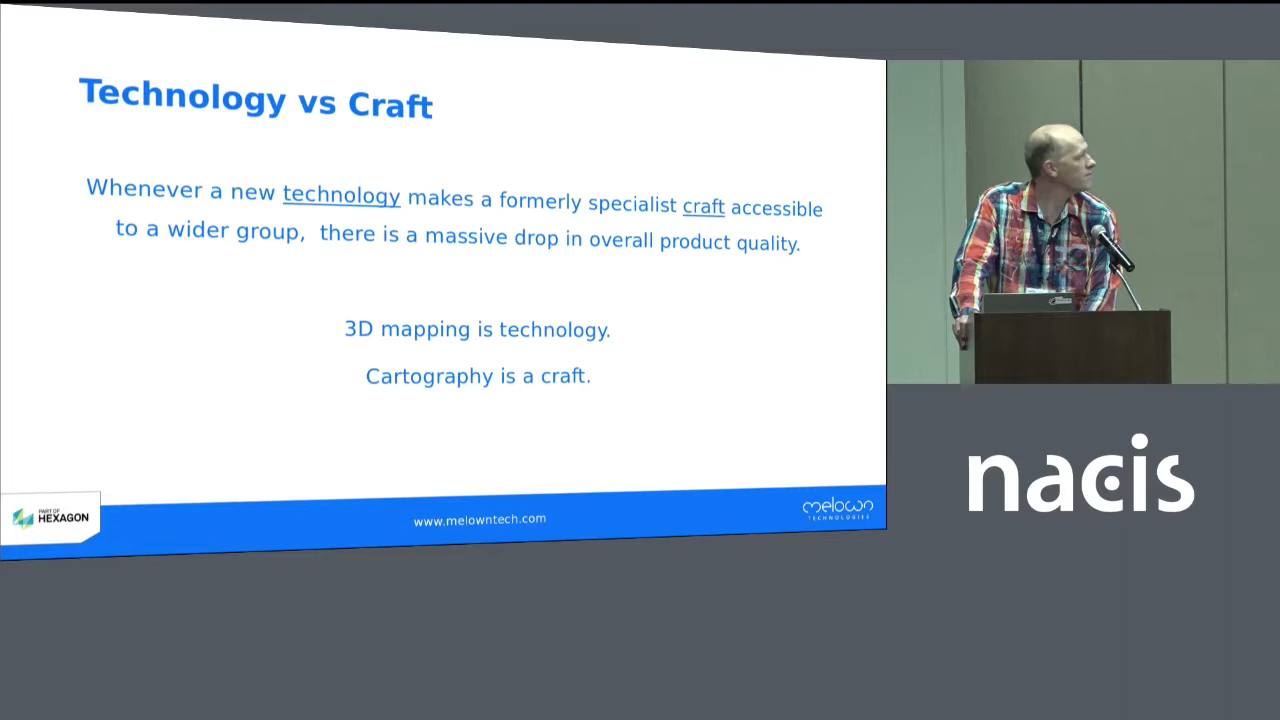 Technology vs Craft
Whenever a new technology makes a formerly specialist craft accessible
to a wider group, there is a massive drop in overall product quality.
3D mapping is technology.
Cartography is a craft.
PART OF
HEXAGON
www.melowntech.com
melown
TECHNOLOGIES
nacis